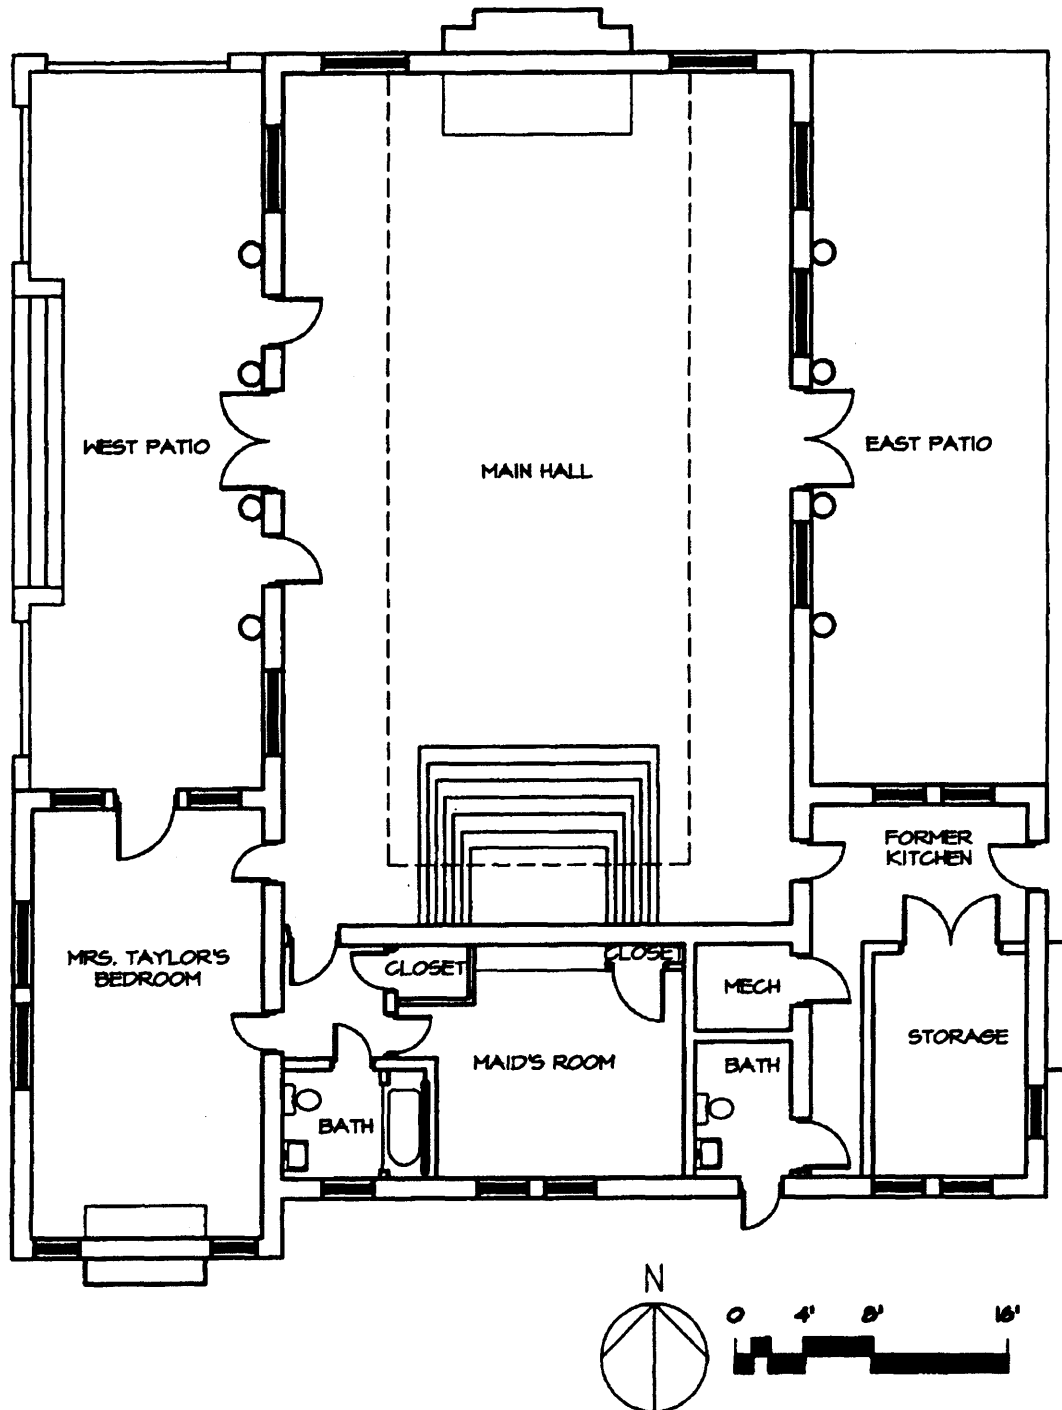 WEST PATIO
MAIN HALL
EAST PATIO
FORMER
KITCHEN
MRS. TAYLOR'S
BEDROOM
CLOSET
CLOSET
MECH
STORAGE
MAID'S ROOM
BATH
BATH
N
0 4' 8' 16'